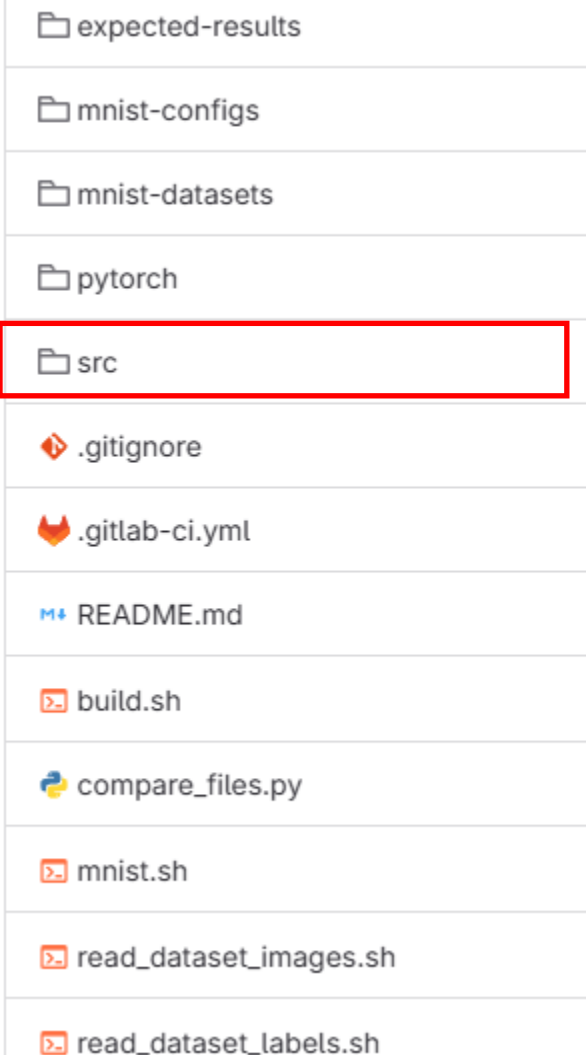 expected-results
mnist-configs
mnist-datasets
pytorch
src
.gitignore
.gitlab-ci.yml
README.md
build.sh
compare_files.py
mnist.sh
read_dataset_images.sh
read_dataset_labels.sh